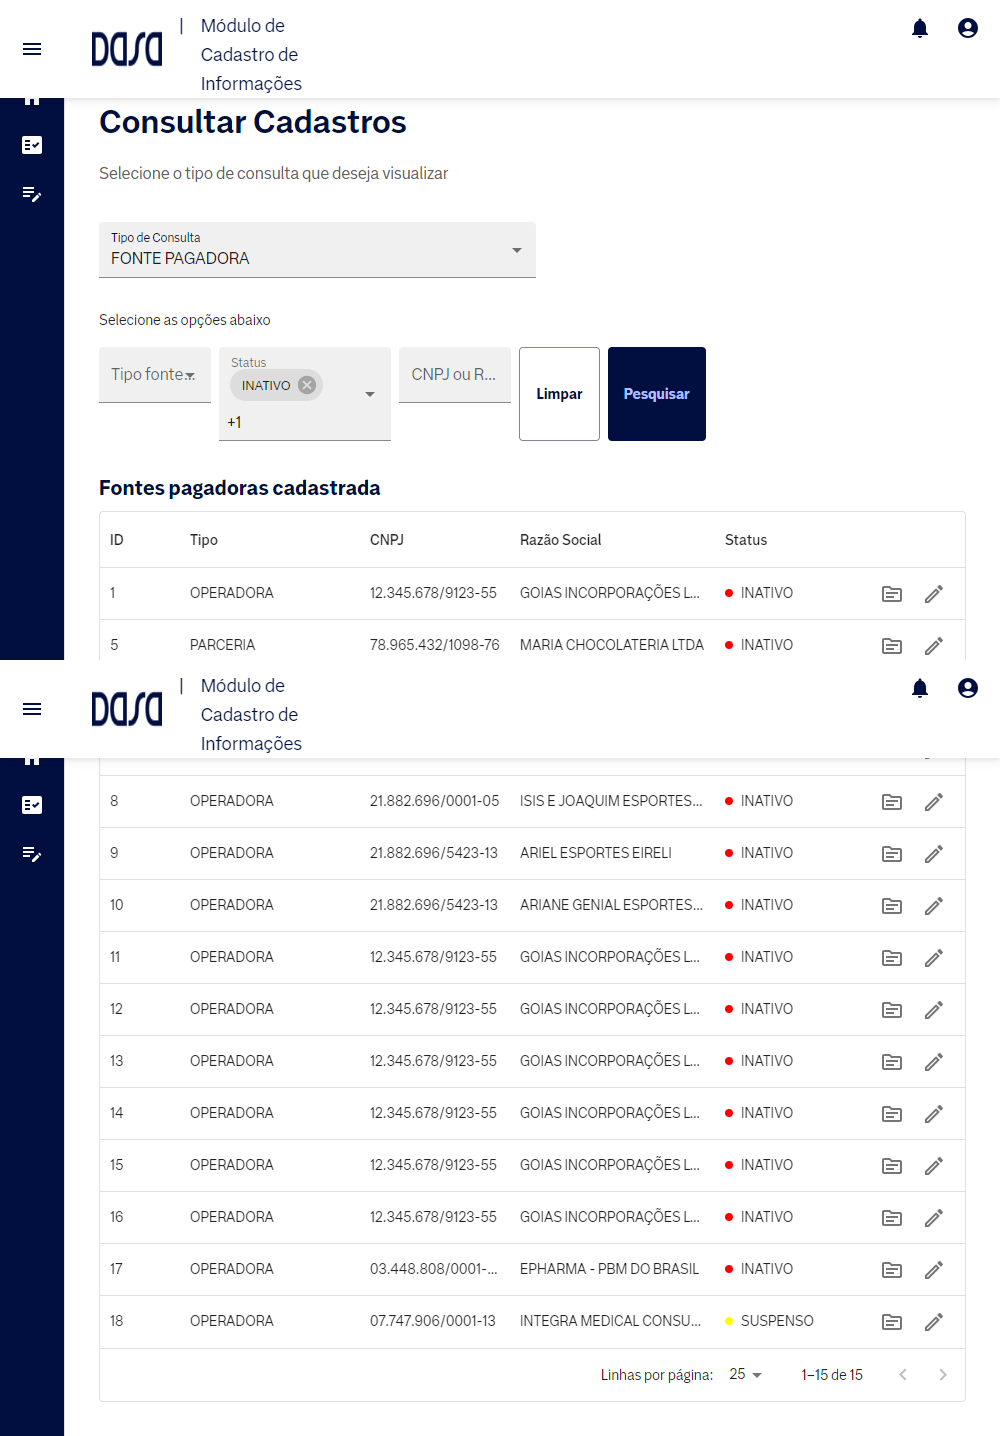 DASA | Módulo de
Cadastro de
Informações
Consultar Cadastros
Selecione o tipo de consulta que deseja visualizar
Tipo de Consulta
FONTE PAGADORA
Selecione as opções abaixo
Tipo fonte... Status CNPJ ou R... Limpar Pesquisar
INATIVO
+1
Fontes pagadoras cadastrada
ID Tipo CNPJ Razão Social Status
1 OPERADORA 12.345.678/9123-55 GOIAS INCORPORAÇÕES L... INATIVO
5 PARCERIA 78.965.432/1098-76 MARIA CHOCOLATERIA LTDA INATIVO
DASA | Módulo de
Cadastro de
Informações
8 OPERADORA 21.882.696/0001-05 ISIS E JOAQUIM ESPORTES... INATIVO
9 OPERADORA 21.882.696/5423-13 ARIEL ESPORTES EIRELI INATIVO
10 OPERADORA 21.882.696/5423-13 ARIANE GENIAL ESPORTES... INATIVO
11 OPERADORA 12.345.678/9123-55 GOIAS INCORPORAÇÕES L... INATIVO
12 OPERADORA 12.345.678/9123-55 GOIAS INCORPORAÇÕES L... INATIVO
13 OPERADORA 12.345.678/9123-55 GOIAS INCORPORAÇÕES L... INATIVO
14 OPERADORA 12.345.678/9123-55 GOIAS INCORPORAÇÕES L... INATIVO
15 OPERADORA 12.345.678/9123-55 GOIAS INCORPORAÇÕES L... INATIVO
16 OPERADORA 12.345.678/9123-55 GOIAS INCORPORAÇÕES L... INATIVO
17 OPERADORA 03.448.808/0001-... EPHARMA - PBM DO BRASIL INATIVO
18 OPERADORA 07.747.906/0001-13 INTEGRA MEDICAL CONSU... SUSPENSO
Linhas por página: 25 1–15 de 15